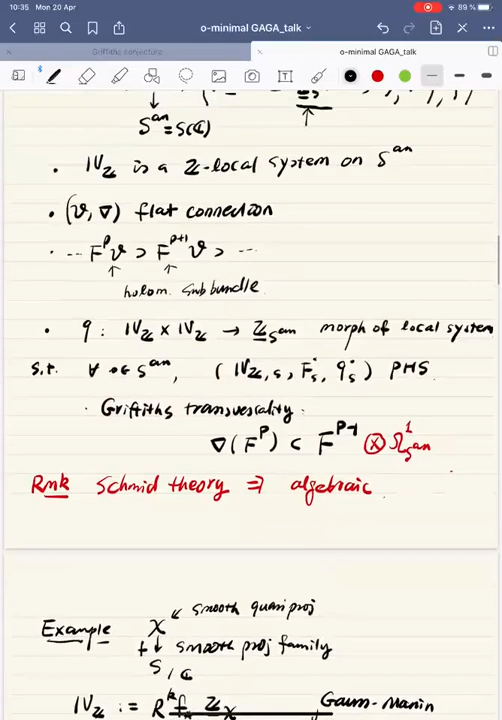 10:35 Mon 20 Apr
89 %
o-minimal GAGA_talk
Griffiths conjecture
o-minimal GAGA_talk
S^an = S(ℂ)
· 𝕍_ℤ is a ℤ-local system on S^an
· (𝒱, ∇) flat connection
· ... F^p 𝒱 ⊃ F^{p+1} 𝒱 ⊃ ...
holom. subbundle
· q : 𝕍_ℤ × 𝕍_ℤ → ℤ_{S^an} morph of local system
s.t. ∀ s ∈ S^an, (𝕍_{ℤ,s}, F^•_s, q_s) PHS
· Griffiths transversality:
∇(F^p) ⊂ F^{p-1} ⊗ Ω^1_{S^an}
Rmk Schmid theory ⇒ algebraic
Example X ← smooth quasi proj
f ↓ smooth proj family
S/ℂ
𝕍_ℤ := R^k f_* ℤ_X Gauss-Manin